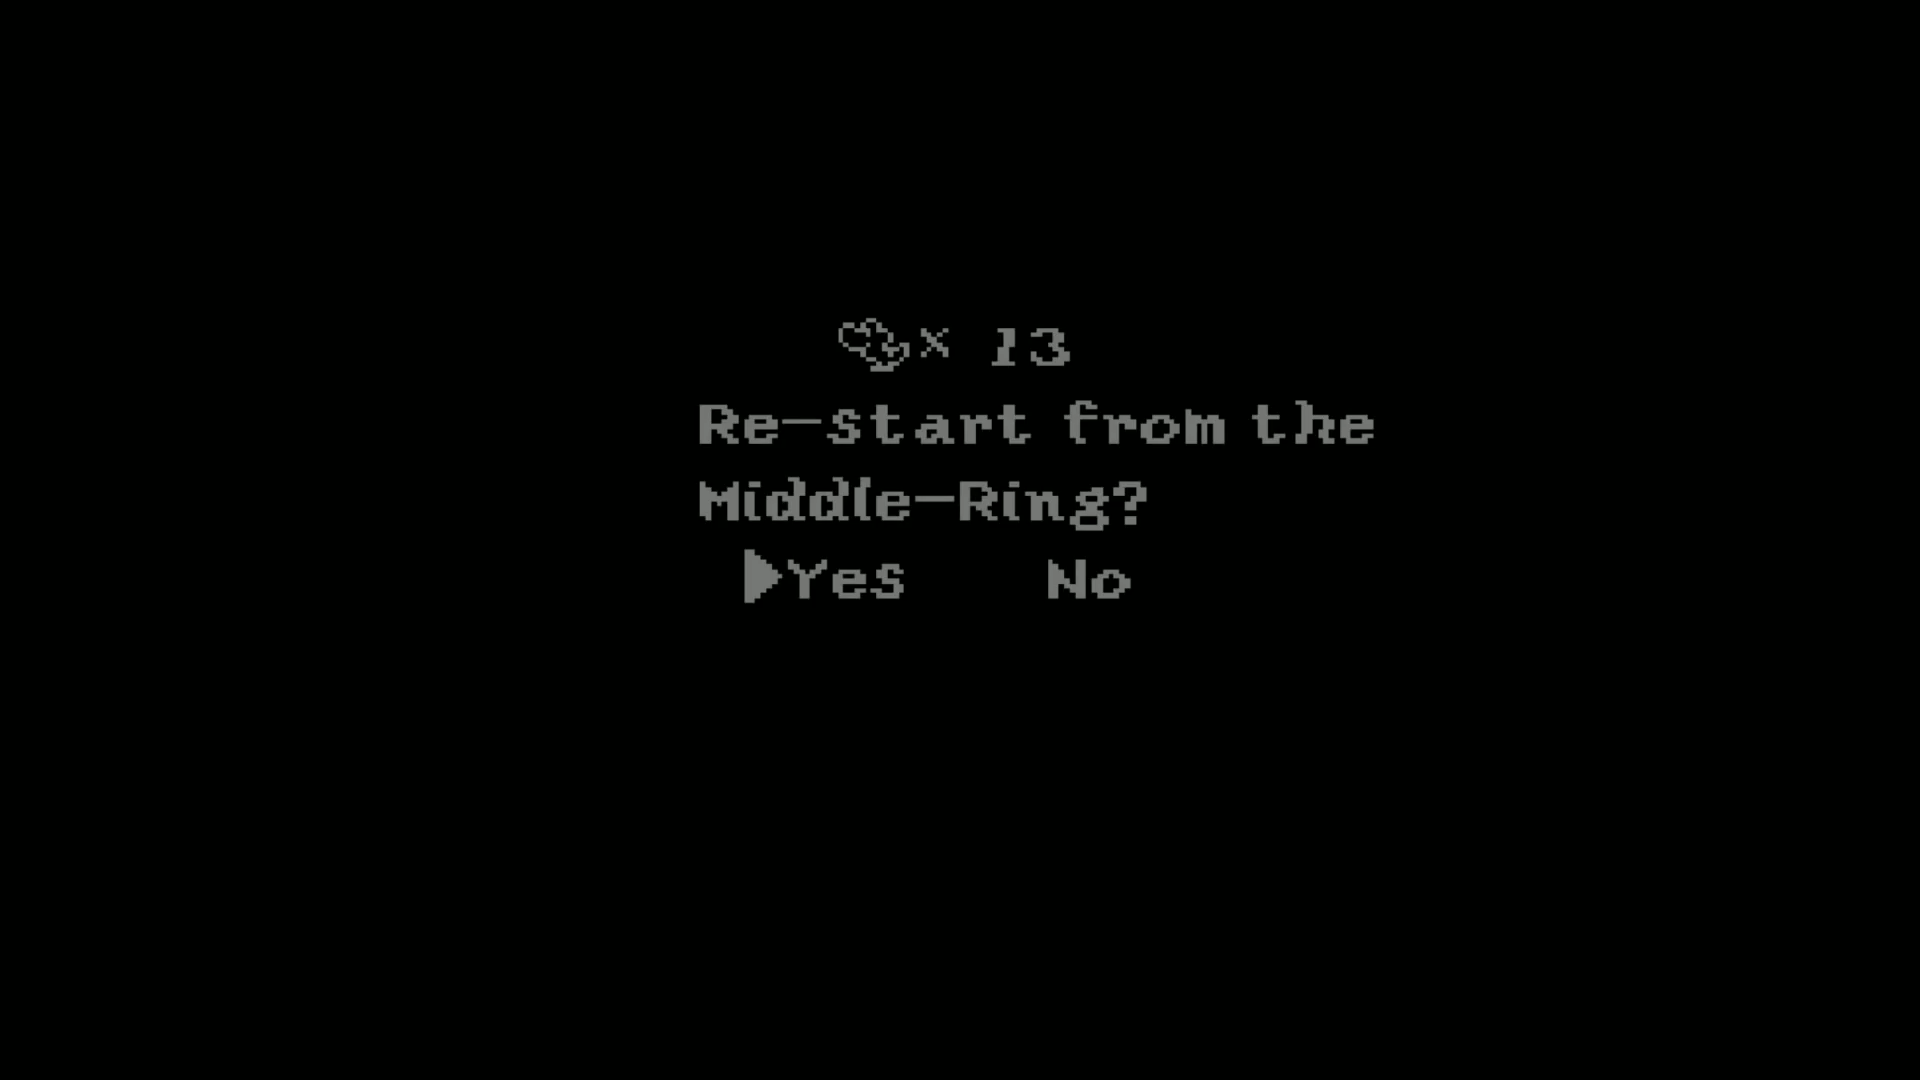 × 13
Re-start from the
Middle-Ring?
▶Yes No